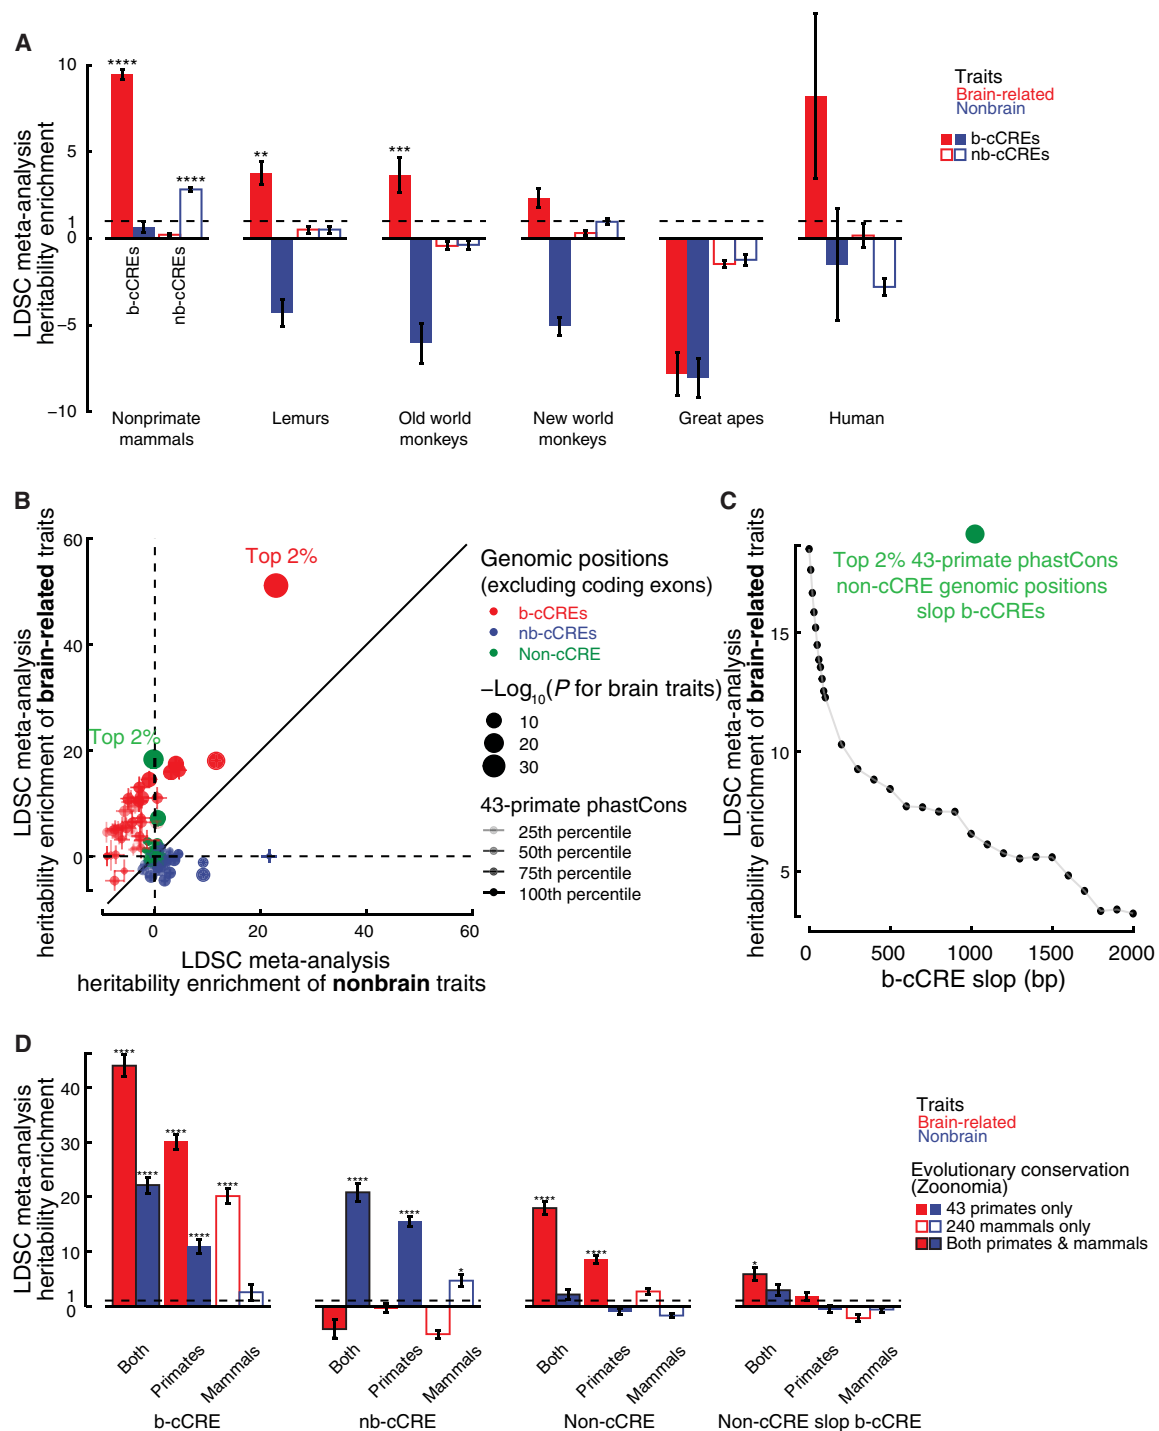 A
LDSC meta-analysis
heritability enrichment
10
5
1
0
−5
−10
****
****
**
***
b-cCREs
nb-cCREs
Nonprimate
mammals
Lemurs
Old world
monkeys
New world
monkeys
Great apes
Human
Traits
Brain-related
Nonbrain
b-cCREs
nb-cCREs
B
LDSC meta-analysis
heritability enrichment of brain-related traits
60
40
20
0
Top 2%
Top 2%
0
20
40
60
LDSC meta-analysis
heritability enrichment of nonbrain traits
Genomic positions
(excluding coding exons)
b-cCREs
nb-cCREs
Non-cCRE
−Log10(P for brain traits)
10
20
30
43-primate phastCons
25th percentile
50th percentile
75th percentile
100th percentile
C
LDSC meta-analysis
heritability enrichment of brain-related traits
15
10
5
Top 2% 43-primate phastCons
non-cCRE genomic positions
slop b-cCREs
0
500
1000
1500
2000
b-cCRE slop (bp)
D
LDSC meta-analysis
heritability enrichment
40
30
20
10
1
0
****
****
****
****
****
****
****
*
****
****
*
Both
Primates
Mammals
b-cCRE
Both
Primates
Mammals
nb-cCRE
Both
Primates
Mammals
Non-cCRE
Both
Primates
Mammals
Non-cCRE slop b-cCRE
Traits
Brain-related
Nonbrain
Evolutionary conservation
(Zoonomia)
43 primates only
240 mammals only
Both primates & mammals